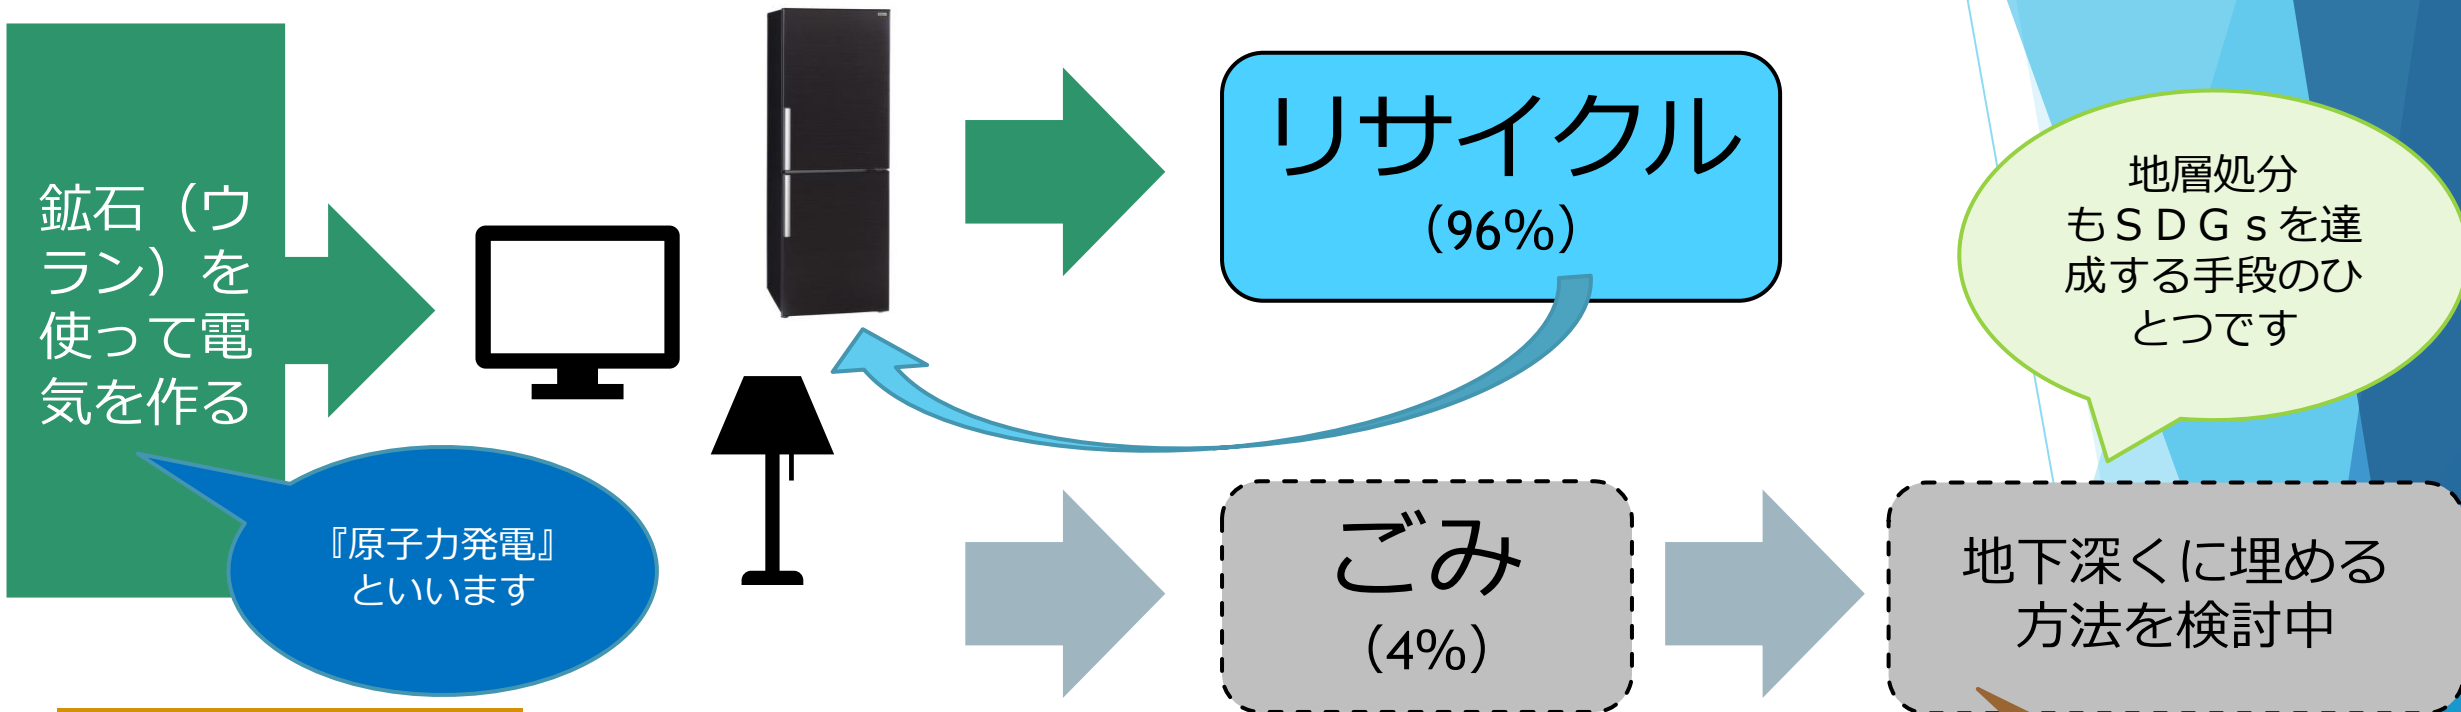 鉱石（ウ
ラン）を
使って電
気を作る
『原子力発電』
といいます
リサイクル
（96%）
ごみ
（4%）
地層処分
もＳＤＧｓを達
成する手段のひ
とつです
地下深くに埋める
方法を検討中